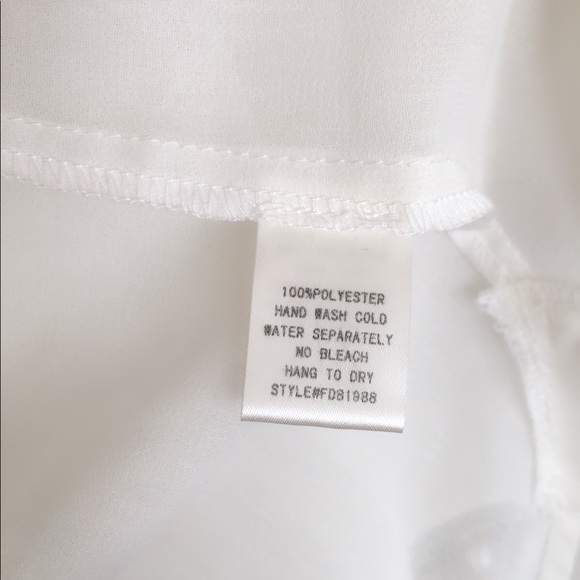 100%POLYESTER
HAND WASH COLD
WATER SEPARATELY
NO BLEACH
HANG TO DRY
STYLE#FD81988